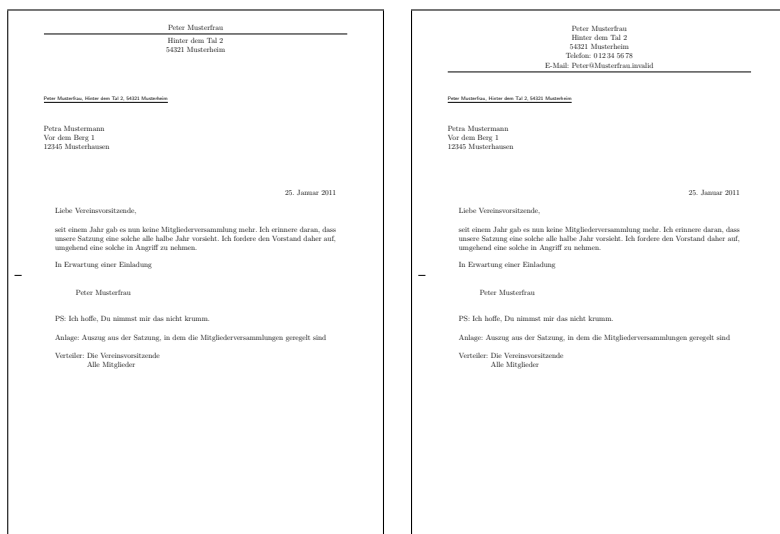 Peter Musterfrau
Hinter dem Tal 2
54321 Musterheim
Peter Musterfrau, Hinter dem Tal 2, 54321 Musterheim
Petra Mustermann
Vor dem Berg 1
12345 Musterhausen
25. Januar 2011
Liebe Vereinsvorsitzende,
seit einem Jahr gab es nun keine Mitgliederversammlung mehr. Ich erinnere daran, dass
unsere Satzung eine solche alle halbe Jahr vorsieht. Ich fordere den Vorstand daher auf,
umgehend eine solche in Angriff zu nehmen.
In Erwartung einer Einladung
Peter Musterfrau
PS: Ich hoffe, Du nimmst mir das nicht krumm.
Anlage: Auszug aus der Satzung, in dem die Mitgliederversammlungen geregelt sind
Verteiler: Die Vereinsvorsitzende
Alle Mitglieder
Peter Musterfrau
Hinter dem Tal 2
54321 Musterheim
Telefon: 0 12 34 56 78
E-Mail: Peter@Musterfrau.invalid
Peter Musterfrau, Hinter dem Tal 2, 54321 Musterheim
Petra Mustermann
Vor dem Berg 1
12345 Musterhausen
25. Januar 2011
Liebe Vereinsvorsitzende,
seit einem Jahr gab es nun keine Mitgliederversammlung mehr. Ich erinnere daran, dass
unsere Satzung eine solche alle halbe Jahr vorsieht. Ich fordere den Vorstand daher auf,
umgehend eine solche in Angriff zu nehmen.
In Erwartung einer Einladung
Peter Musterfrau
PS: Ich hoffe, Du nimmst mir das nicht krumm.
Anlage: Auszug aus der Satzung, in dem die Mitgliederversammlungen geregelt sind
Verteiler: Die Vereinsvorsitzende
Alle Mitglieder